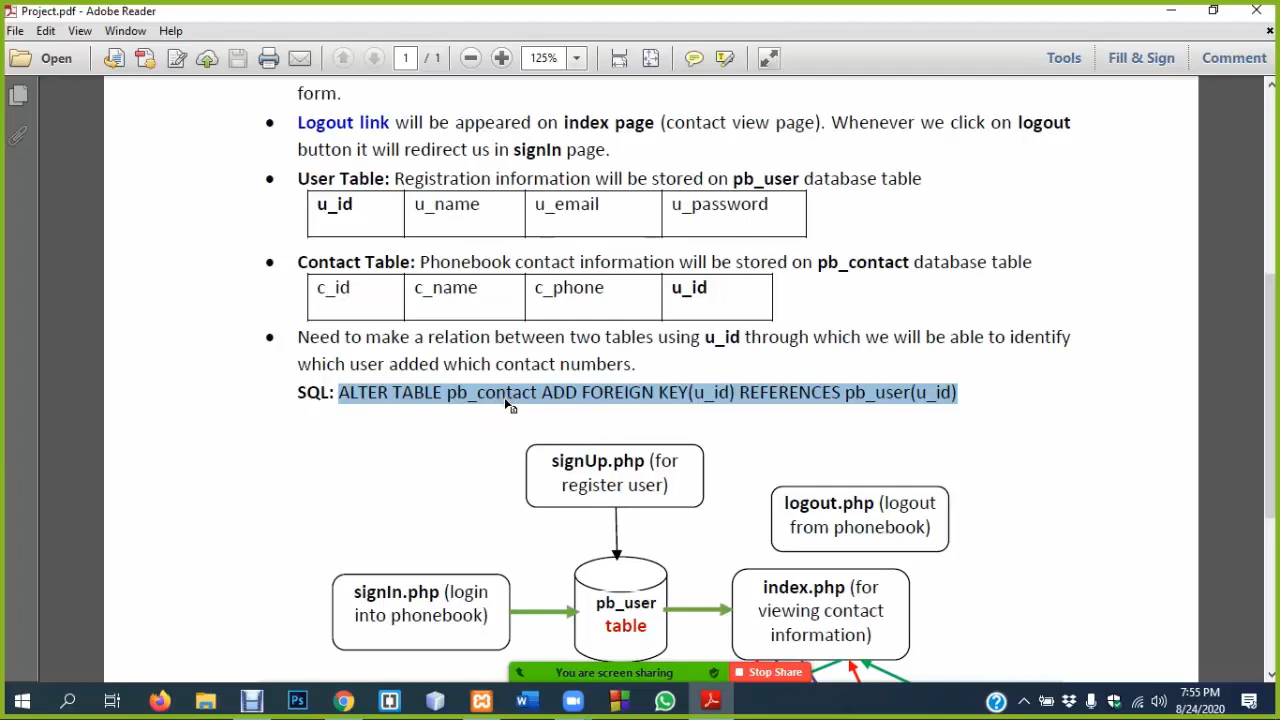 Project.pdf - Adobe Reader
File Edit View Window Help
Open 1 / 1 125% Tools Fill & Sign Comment
form.
• Logout link will be appeared on index page (contact view page). Whenever we click on logout
button it will redirect us in signIn page.
• User Table: Registration information will be stored on pb_user database table
u_id u_name u_email u_password
• Contact Table: Phonebook contact information will be stored on pb_contact database table
c_id c_name c_phone u_id
• Need to make a relation between two tables using u_id through which we will be able to identify
which user added which contact numbers.
SQL: ALTER TABLE pb_contact ADD FOREIGN KEY(u_id) REFERENCES pb_user(u_id)
signUp.php (for
register user)
logout.php (logout
from phonebook)
signIn.php (login
into phonebook)
pb_user
table
index.php (for
viewing contact
information)
You are screen sharing Stop Share
7:55 PM
8/24/2020